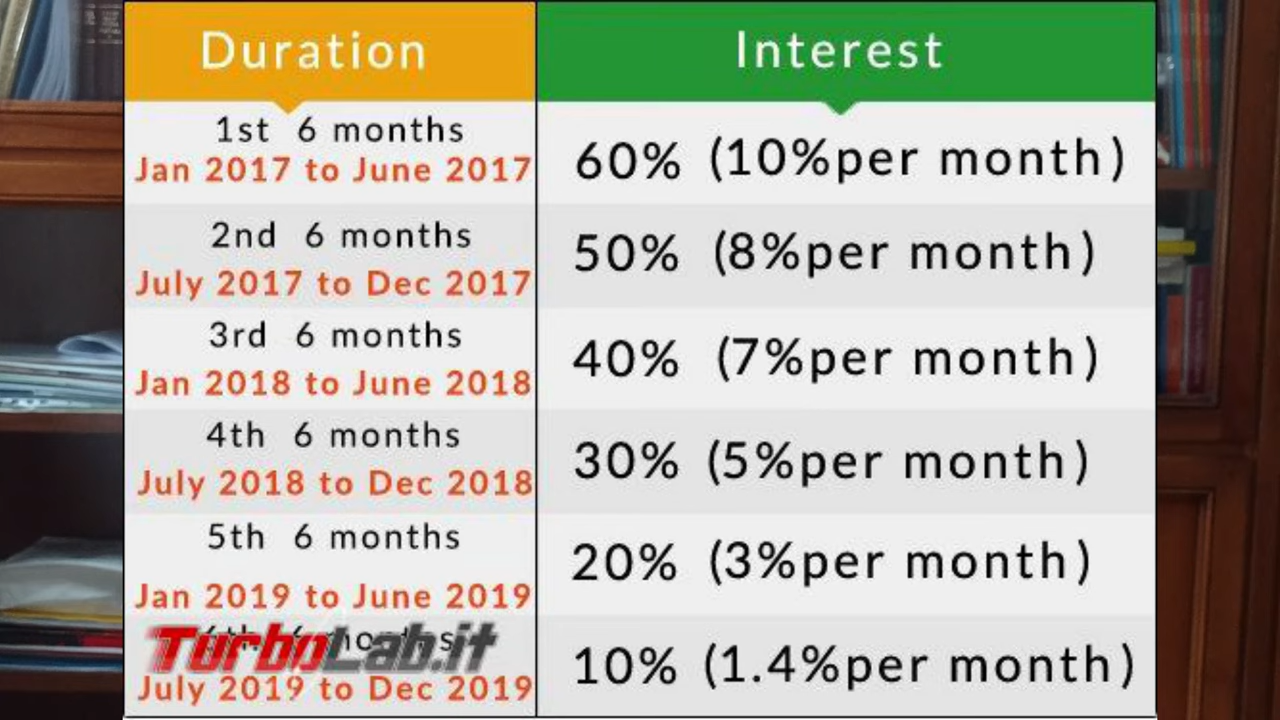 Duration Interest
1st 6 months
Jan 2017 to June 2017
60% (10%per month)
2nd 6 months
July 2017 to Dec 2017
50% (8%per month)
3rd 6 months
Jan 2018 to June 2018
40% (7%per month)
4th 6 months
July 2018 to Dec 2018
30% (5%per month)
5th 6 months
Jan 2019 to June 2019
20% (3%per month)
6th 6 months
TurboLab.it
July 2019 to Dec 2019
10% (1.4%per month)